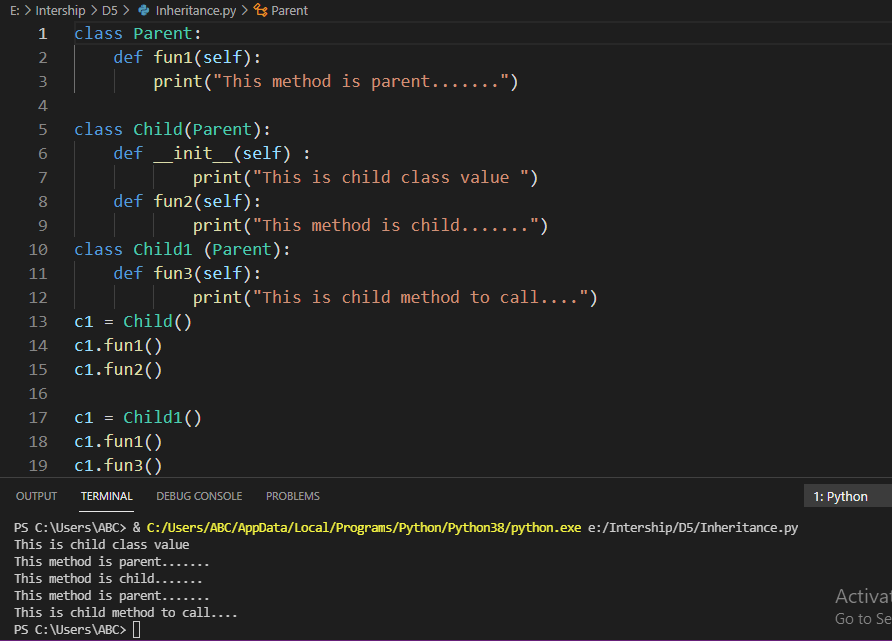 E: > Intership > D5 > Inheritance.py > Parent
1 class Parent:
2     def fun1(self):
3         print("This method is parent.......")
4
5 class Child(Parent):
6     def __init__(self) :
7             print("This is child class value ")
8     def fun2(self):
9             print("This method is child.......")
10 class Child1 (Parent):
11     def fun3(self):
12             print("This is child method to call....")
13 c1 = Child()
14 c1.fun1()
15 c1.fun2()
16
17 c1 = Child1()
18 c1.fun1()
19 c1.fun3()
OUTPUT TERMINAL DEBUG CONSOLE PROBLEMS 1: Python
PS C:\Users\ABC> & C:/Users/ABC/AppData/Local/Programs/Python/Python38/python.exe e:/Intership/D5/Inheritance.py
This is child class value
This method is parent.......
This method is child.......
This method is parent.......
This is child method to call....
PS C:\Users\ABC>
Activat
Go to Se